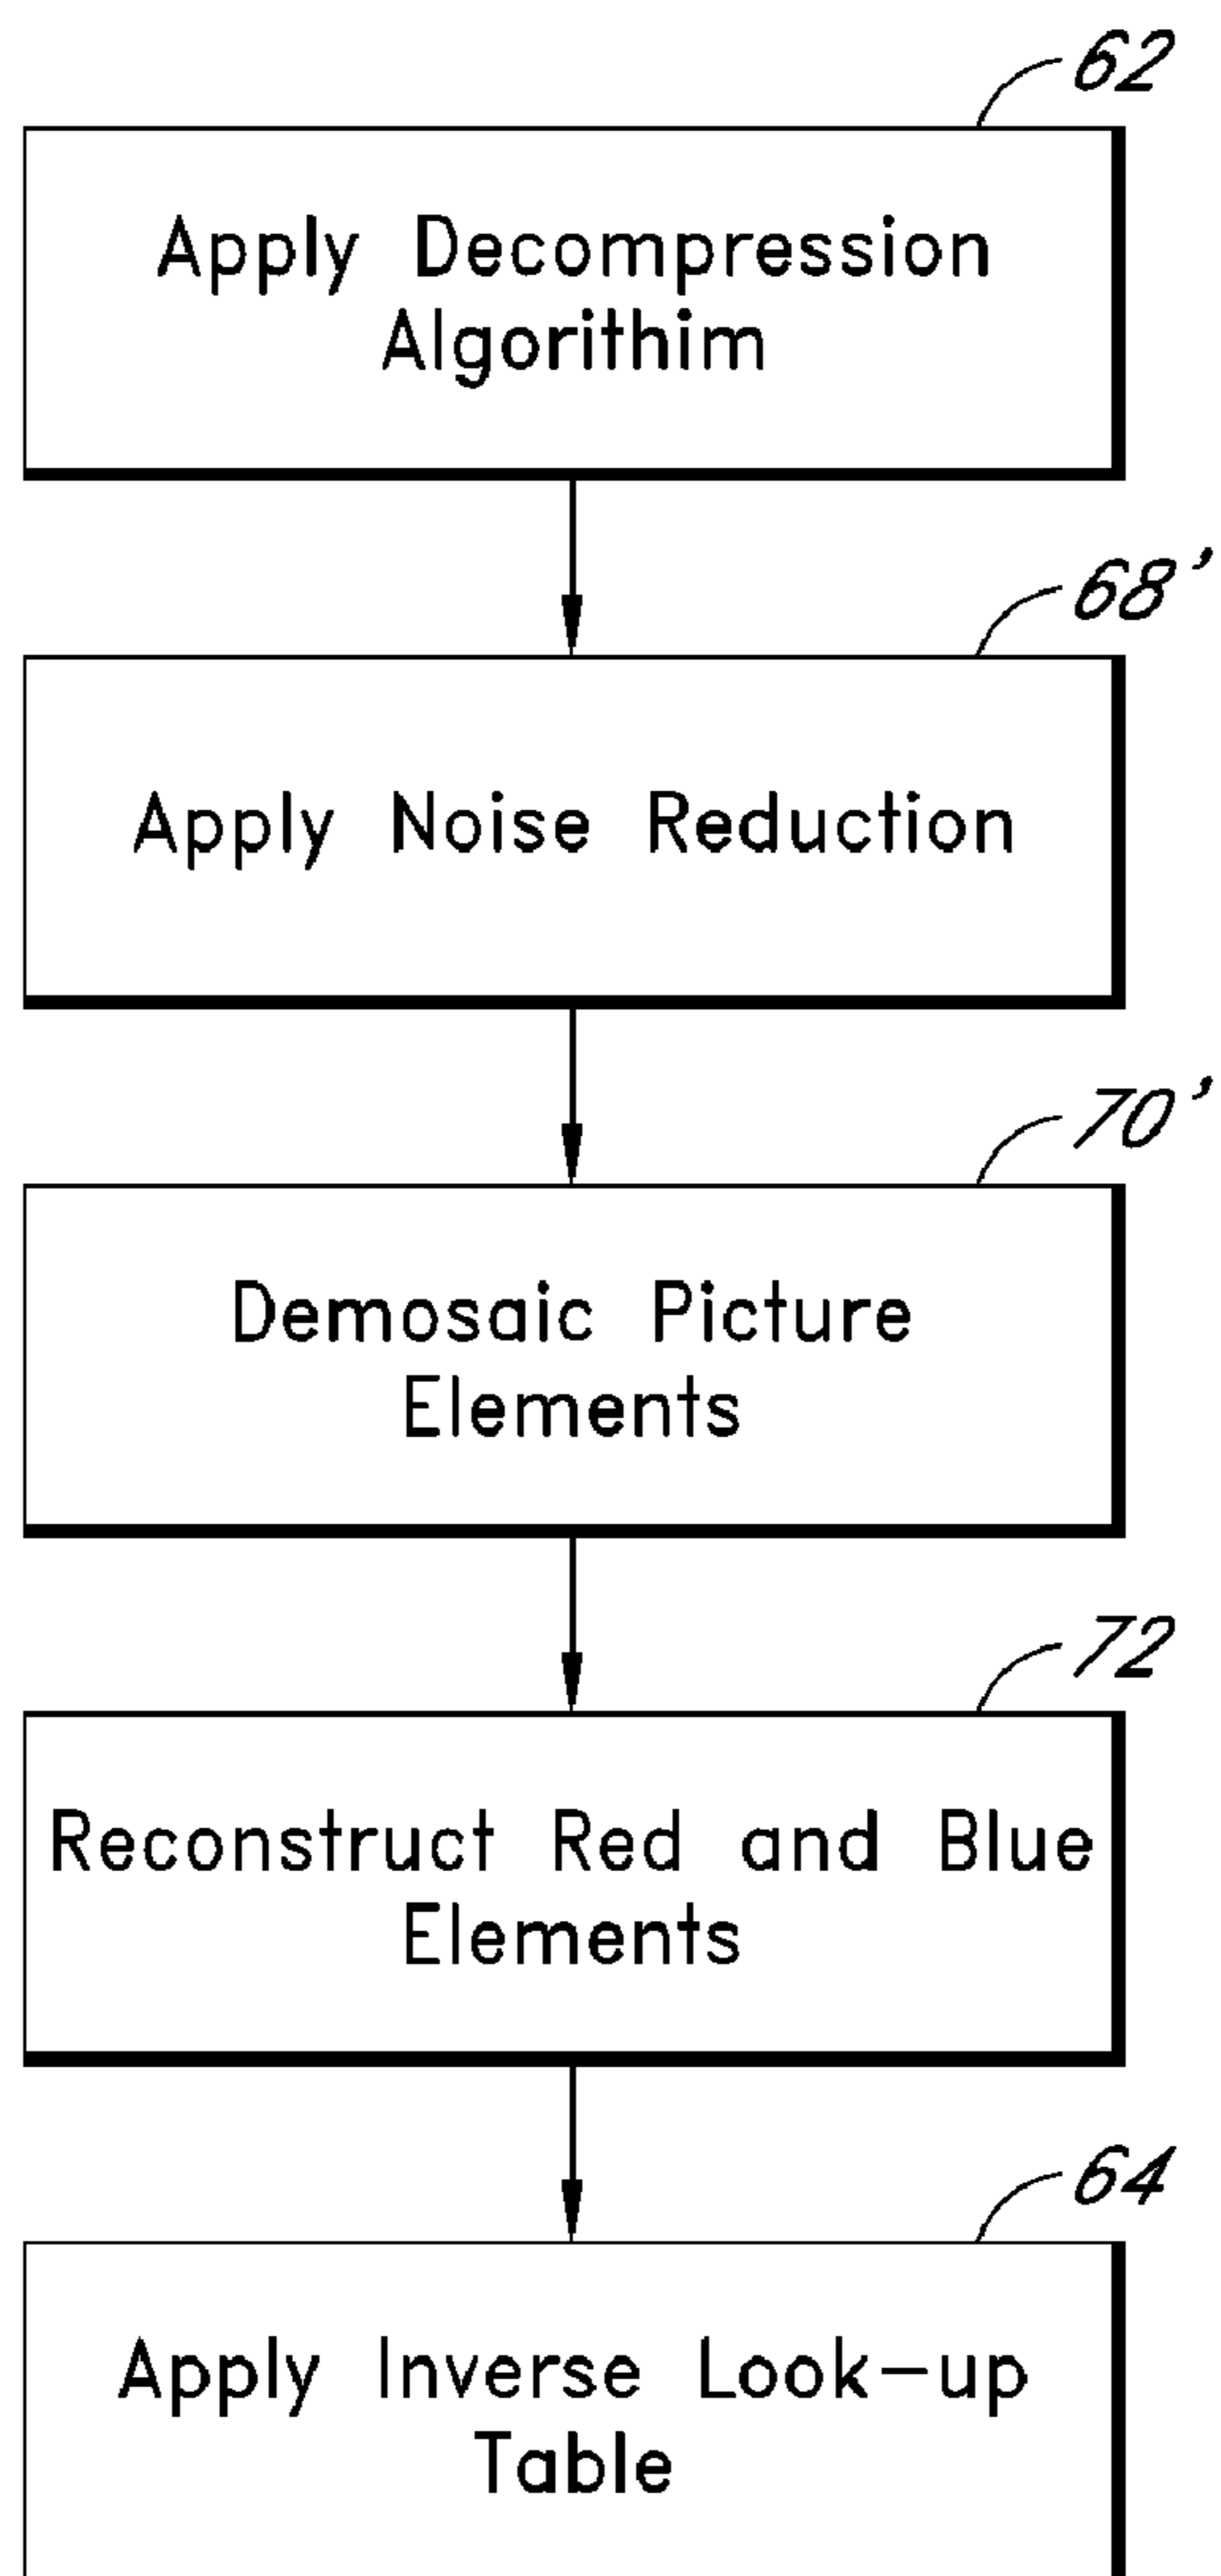 62
Apply Decompression
Algorithim
68'
Apply Noise Reduction
70'
Demosaic Picture
Elements
72
Reconstruct Red and Blue
Elements
64
Apply Inverse Look-up
Table